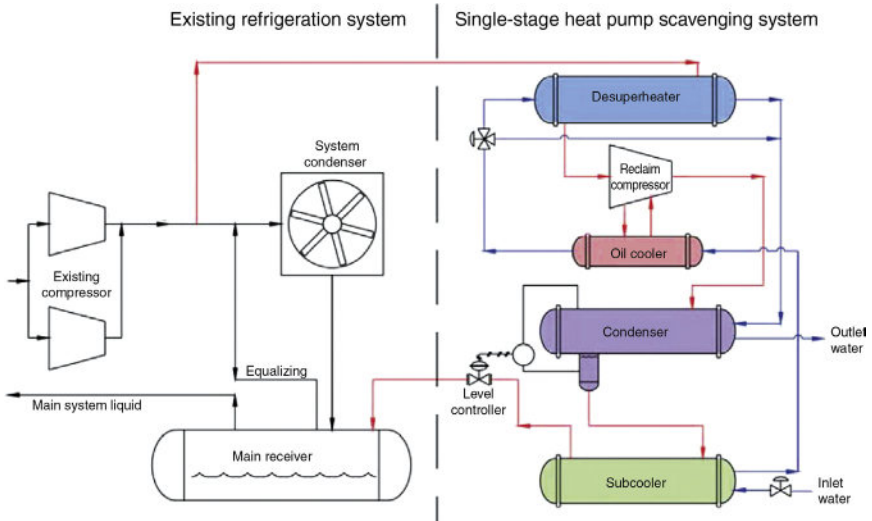 Existing refrigeration system
Single-stage heat pump scavenging system
Desuperheater
System
condenser
Reclaim
compressor
Oil cooler
Existing
compressor
Condenser
Outlet
water
Equalizing
Level
controller
Main system liquid
Main receiver
Subcooler
Inlet
water